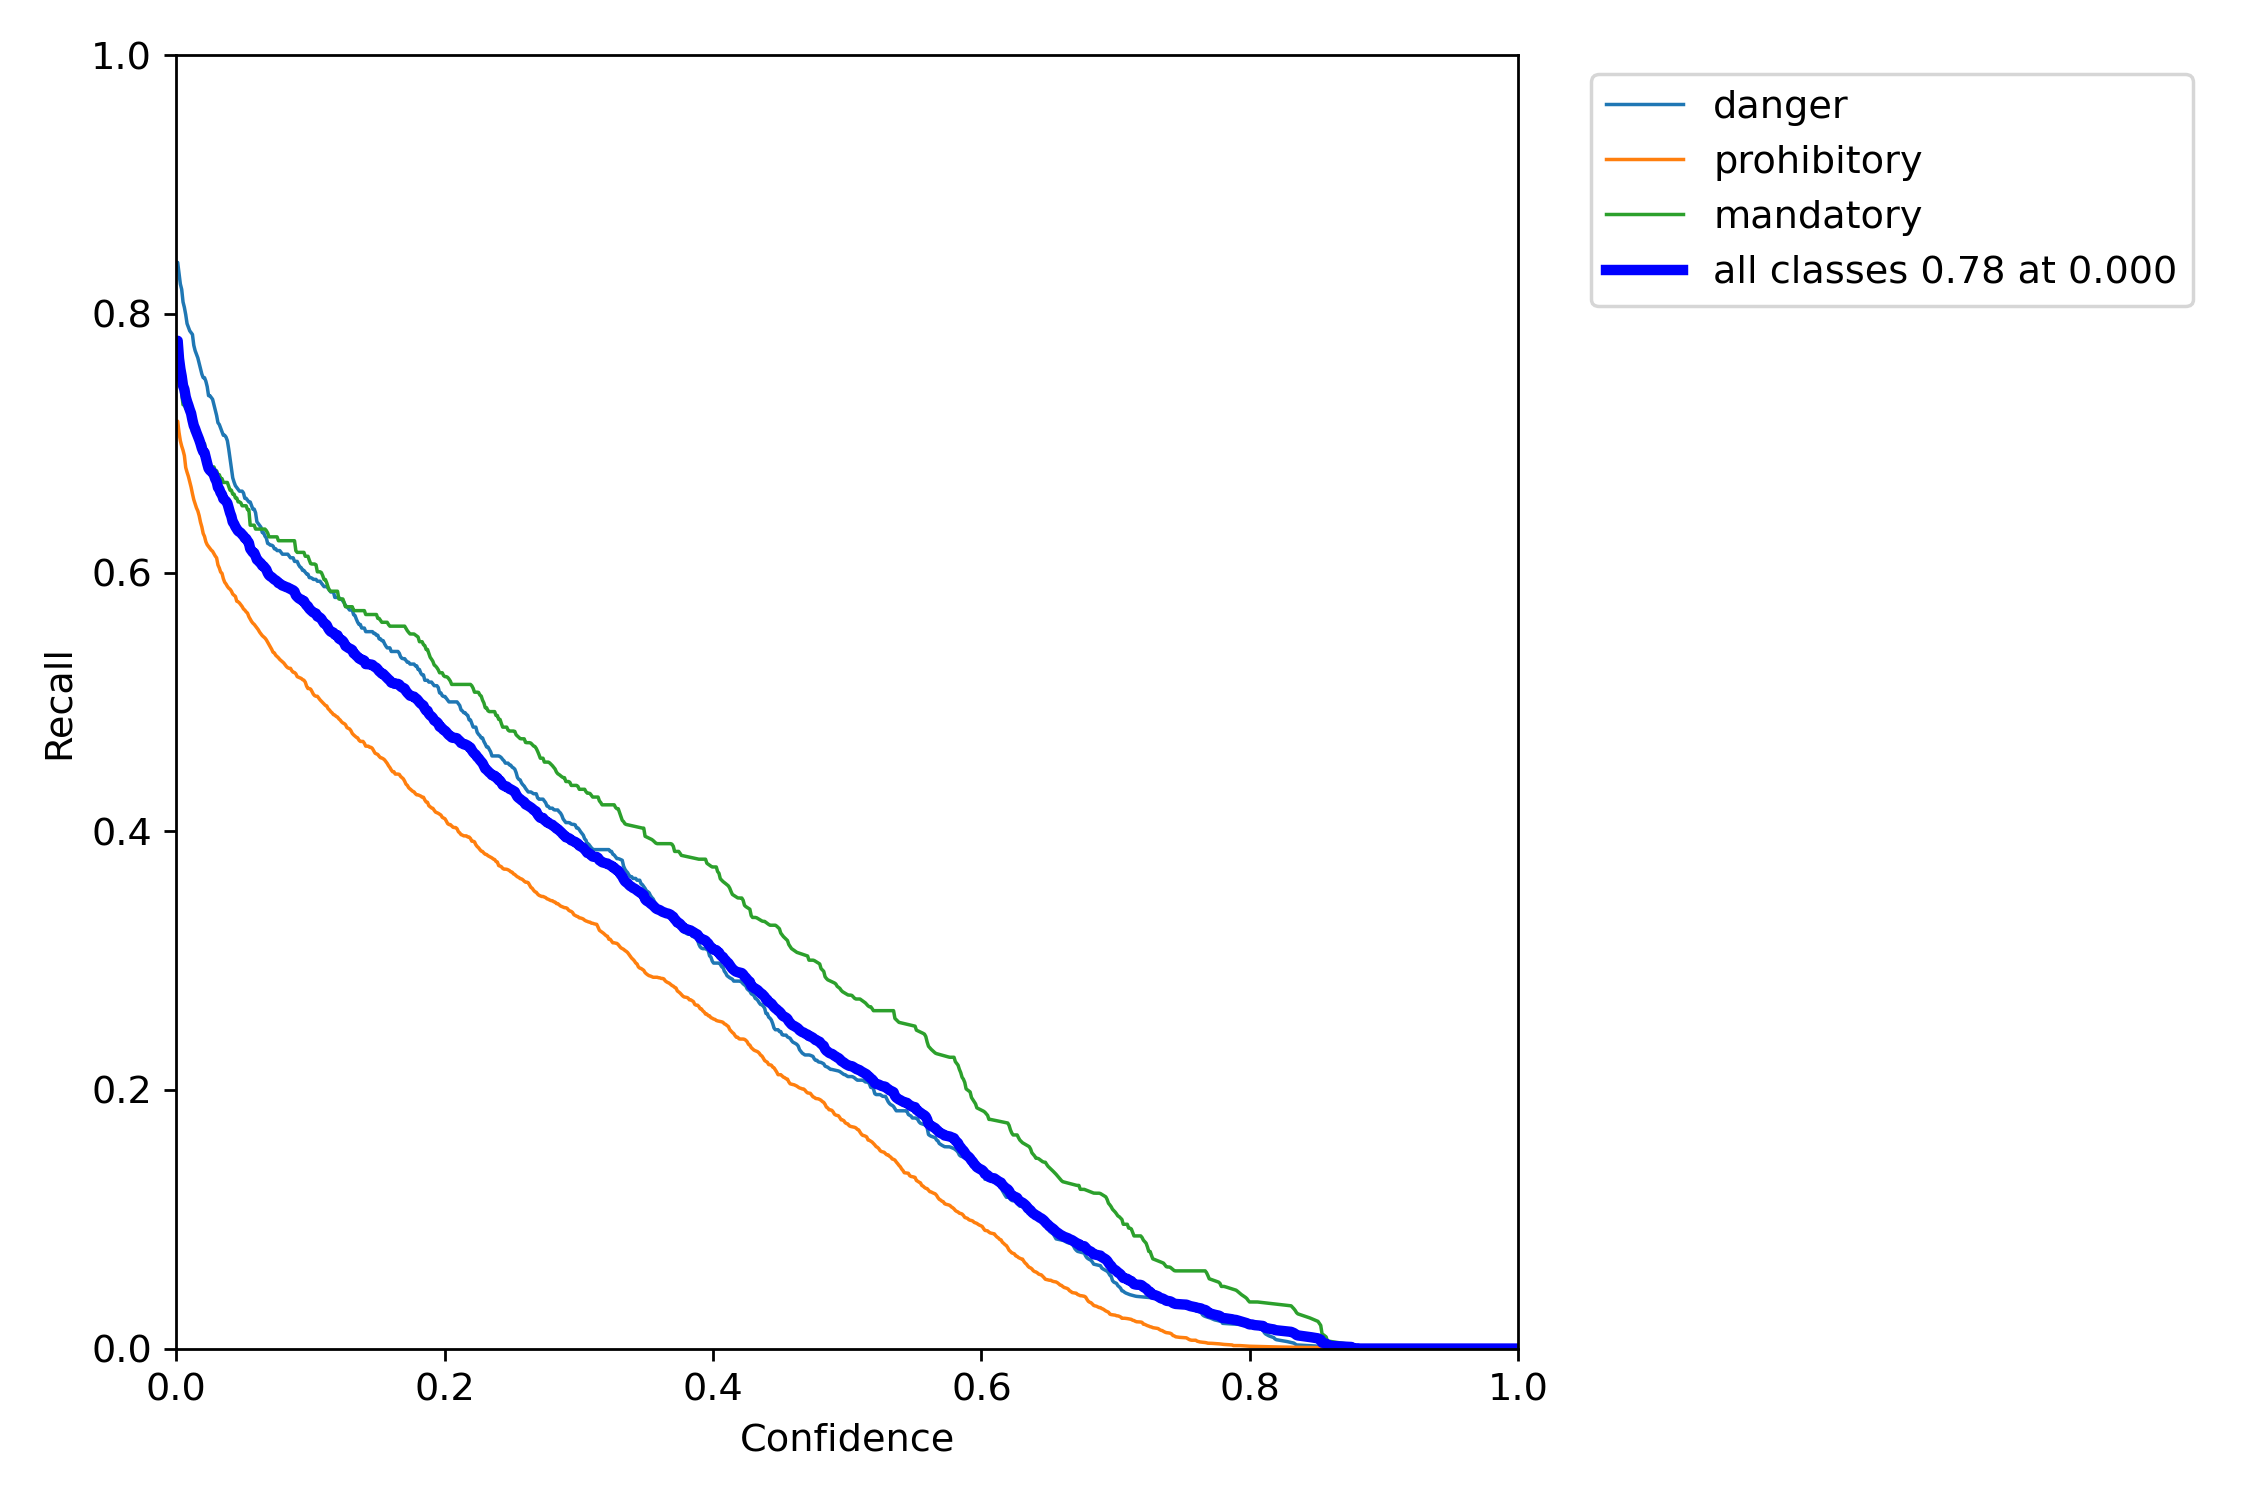 1.0
0.8
0.6
0.4
0.2
0.0
Recall
0.0 0.2 0.4 0.6 0.8 1.0
Confidence
danger
prohibitory
mandatory
all classes 0.78 at 0.000